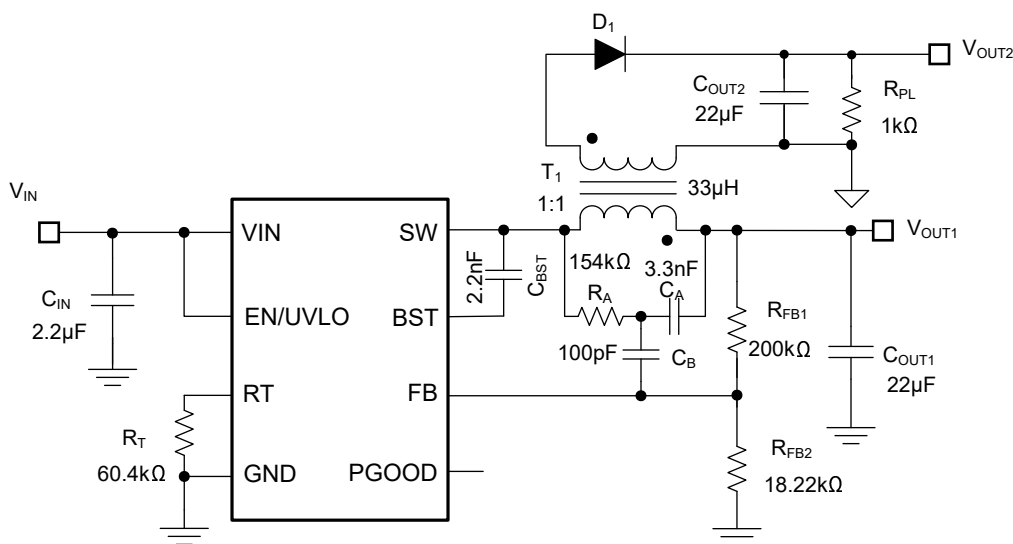 D1
VOUT2
COUT2
22µF
RPL
1kΩ
T1
1:1
33µH
VIN
VOUT1
VIN
SW
2.2nF
CBST
154kΩ
3.3nF
RA
CA
CIN
2.2µF
EN/UVLO
BST
RFB1
200kΩ
100pF
CB
COUT1
22µF
RT
FB
RT
60.4kΩ
GND
PGOOD
RFB2
18.22kΩ